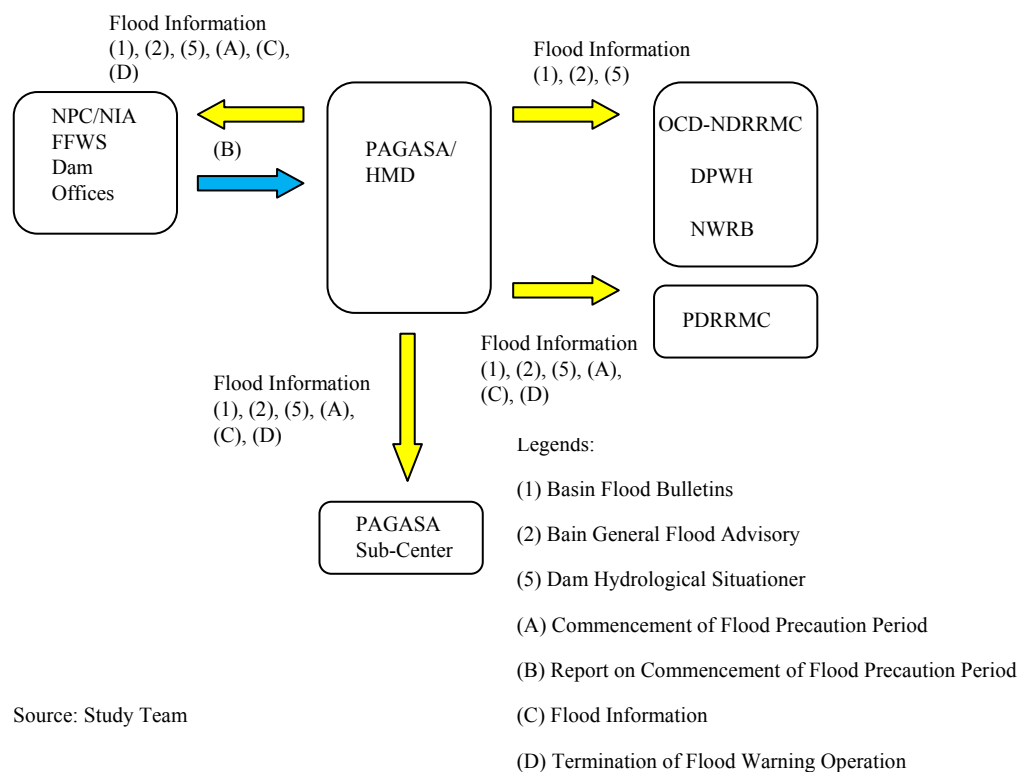 Flood Information
(1), (2), (5), (A), (C),
(D)
NPC/NIA
FFWS
Dam
Offices
(B)
PAGASA/
HMD
Flood Information
(1), (2), (5)
OCD-NDRRMC
DPWH
NWRB
PDRRMC
Flood Information
(1), (2), (5), (A),
(C), (D)
Flood Information
(1), (2), (5), (A),
(C), (D)
PAGASA
Sub-Center
Legends:
(1) Basin Flood Bulletins
(2) Bain General Flood Advisory
(5) Dam Hydrological Situationer
(A) Commencement of Flood Precaution Period
(B) Report on Commencement of Flood Precaution Period
(C) Flood Information
(D) Termination of Flood Warning Operation
Source: Study Team